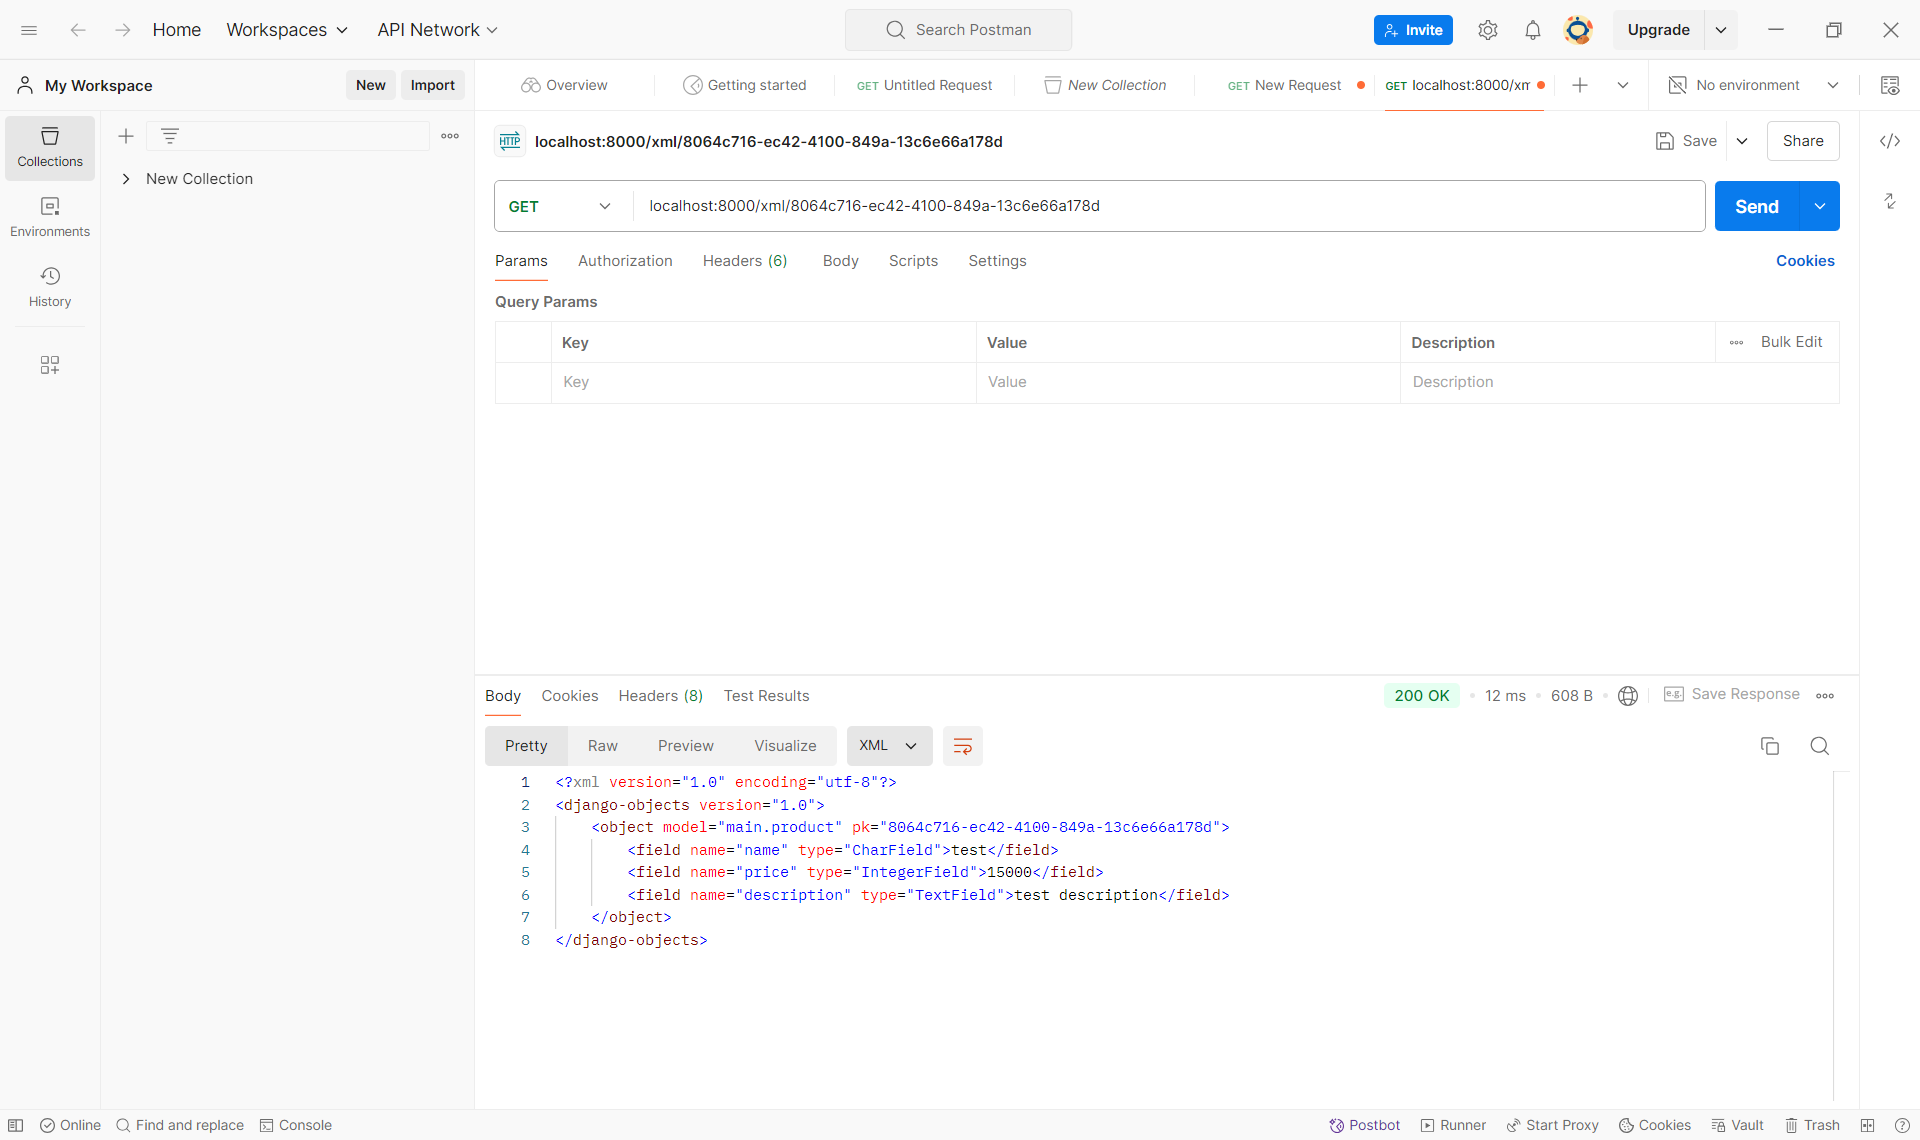 Home
Workspaces
API Network
Search Postman
Invite
Upgrade
My Workspace
New
Import
Overview
Getting started
GET Untitled Request
New Collection
GET New Request
GET localhost:8000/xm
No environment
Collections
New Collection
Environments
History
HTTP
localhost:8000/xml/8064c716-ec42-4100-849a-13c6e66a178d
Save
Share
GET
localhost:8000/xml/8064c716-ec42-4100-849a-13c6e66a178d
Send
Params
Authorization
Headers (6)
Body
Scripts
Settings
Cookies
Query Params
Key
Value
Description
Bulk Edit
Key
Value
Description
Body
Cookies
Headers (8)
Test Results
200 OK
12 ms
608 B
e.g.
Save Response
Pretty
Raw
Preview
Visualize
XML
1 <?xml version="1.0" encoding="utf-8"?>
2 <django-objects version="1.0">
3 <object model="main.product" pk="8064c716-ec42-4100-849a-13c6e66a178d">
4 <field name="name" type="CharField">test</field>
5 <field name="price" type="IntegerField">15000</field>
6 <field name="description" type="TextField">test description</field>
7 </object>
8 </django-objects>
Online
Find and replace
Console
Postbot
Runner
Start Proxy
Cookies
Vault
Trash